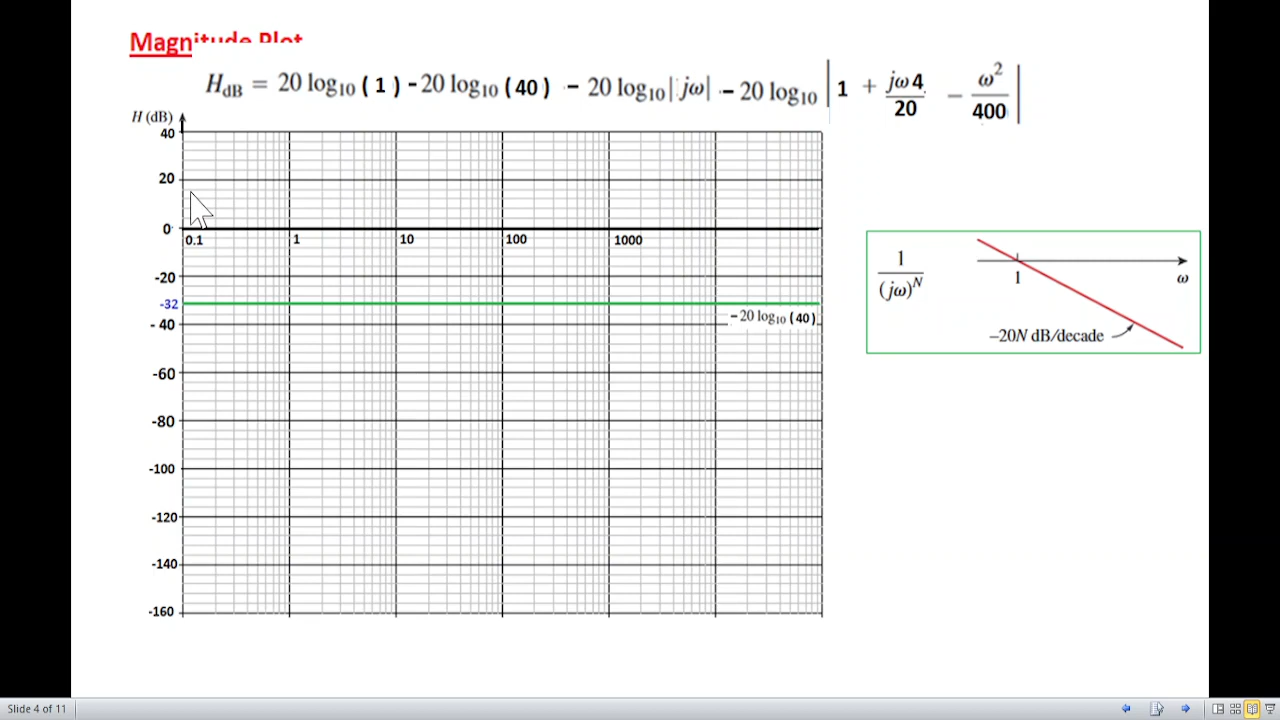 Magnitude Plot
H_dB = 20 log₁₀ ( 1 ) - 20 log₁₀ ( 40 ) - 20 log₁₀ | jω | - 20 log₁₀ | 1 + jω4/20 - ω²/400 |
H (dB)
40
20
0
0.1 1 10 100 1000
-20
-32
- 40
- 20 log₁₀ ( 40 )
-60
-80
-100
-120
-140
-160
1/(jω)^N
1
ω
–20N dB/decade
Slide 4 of 11